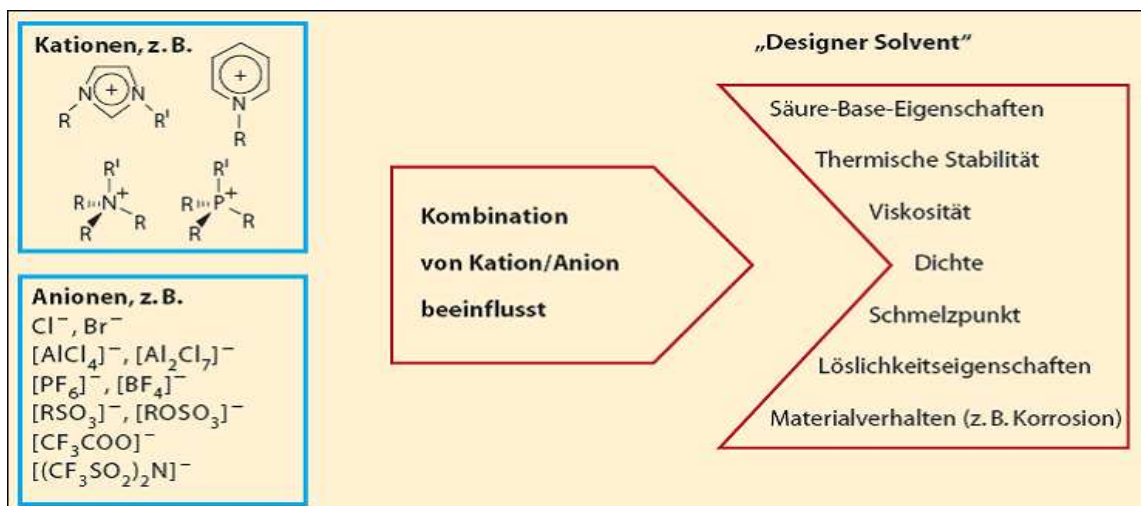 Kationen, z. B.
+
N
N
R
R'
+
N
R
R'
R
N
+
R
R
R'
R
P
+
R
R
Anionen, z. B.
Cl⁻, Br⁻
[AlCl₄]⁻, [Al₂Cl₇]⁻
[PF₆]⁻, [BF₄]⁻
[RSO₃]⁻, [ROSO₃]⁻
[CF₃COO]⁻
[(CF₃SO₂)₂N]⁻
Kombination
von Kation/Anion
beeinflusst
„Designer Solvent“
Säure-Base-Eigenschaften
Thermische Stabilität
Viskosität
Dichte
Schmelzpunkt
Löslichkeitseigenschaften
Materialverhalten (z. B. Korrosion)